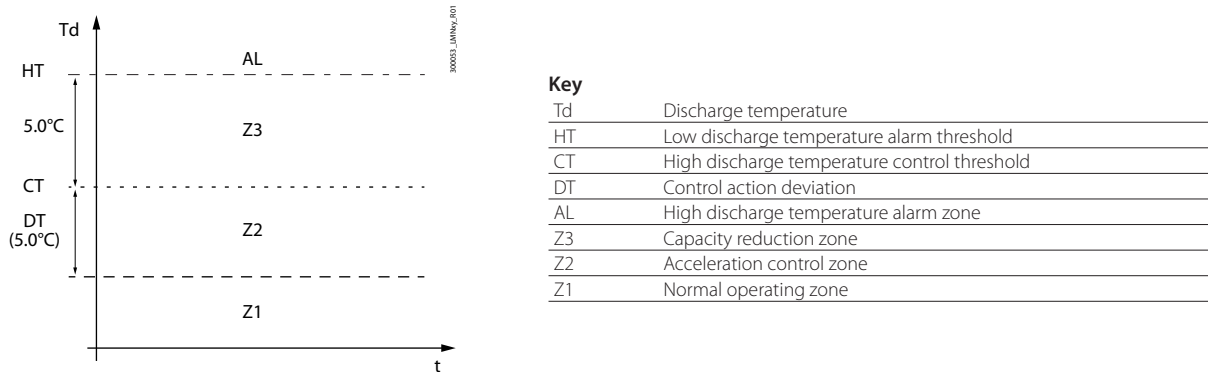 Td
300053_LMNxy_R01
HT
AL
5.0°C
Z3
CT
DT
(5.0°C)
Z2
Z1
t
Key
Td Discharge temperature
HT Low discharge temperature alarm threshold
CT High discharge temperature control threshold
DT Control action deviation
AL High discharge temperature alarm zone
Z3 Capacity reduction zone
Z2 Acceleration control zone
Z1 Normal operating zone